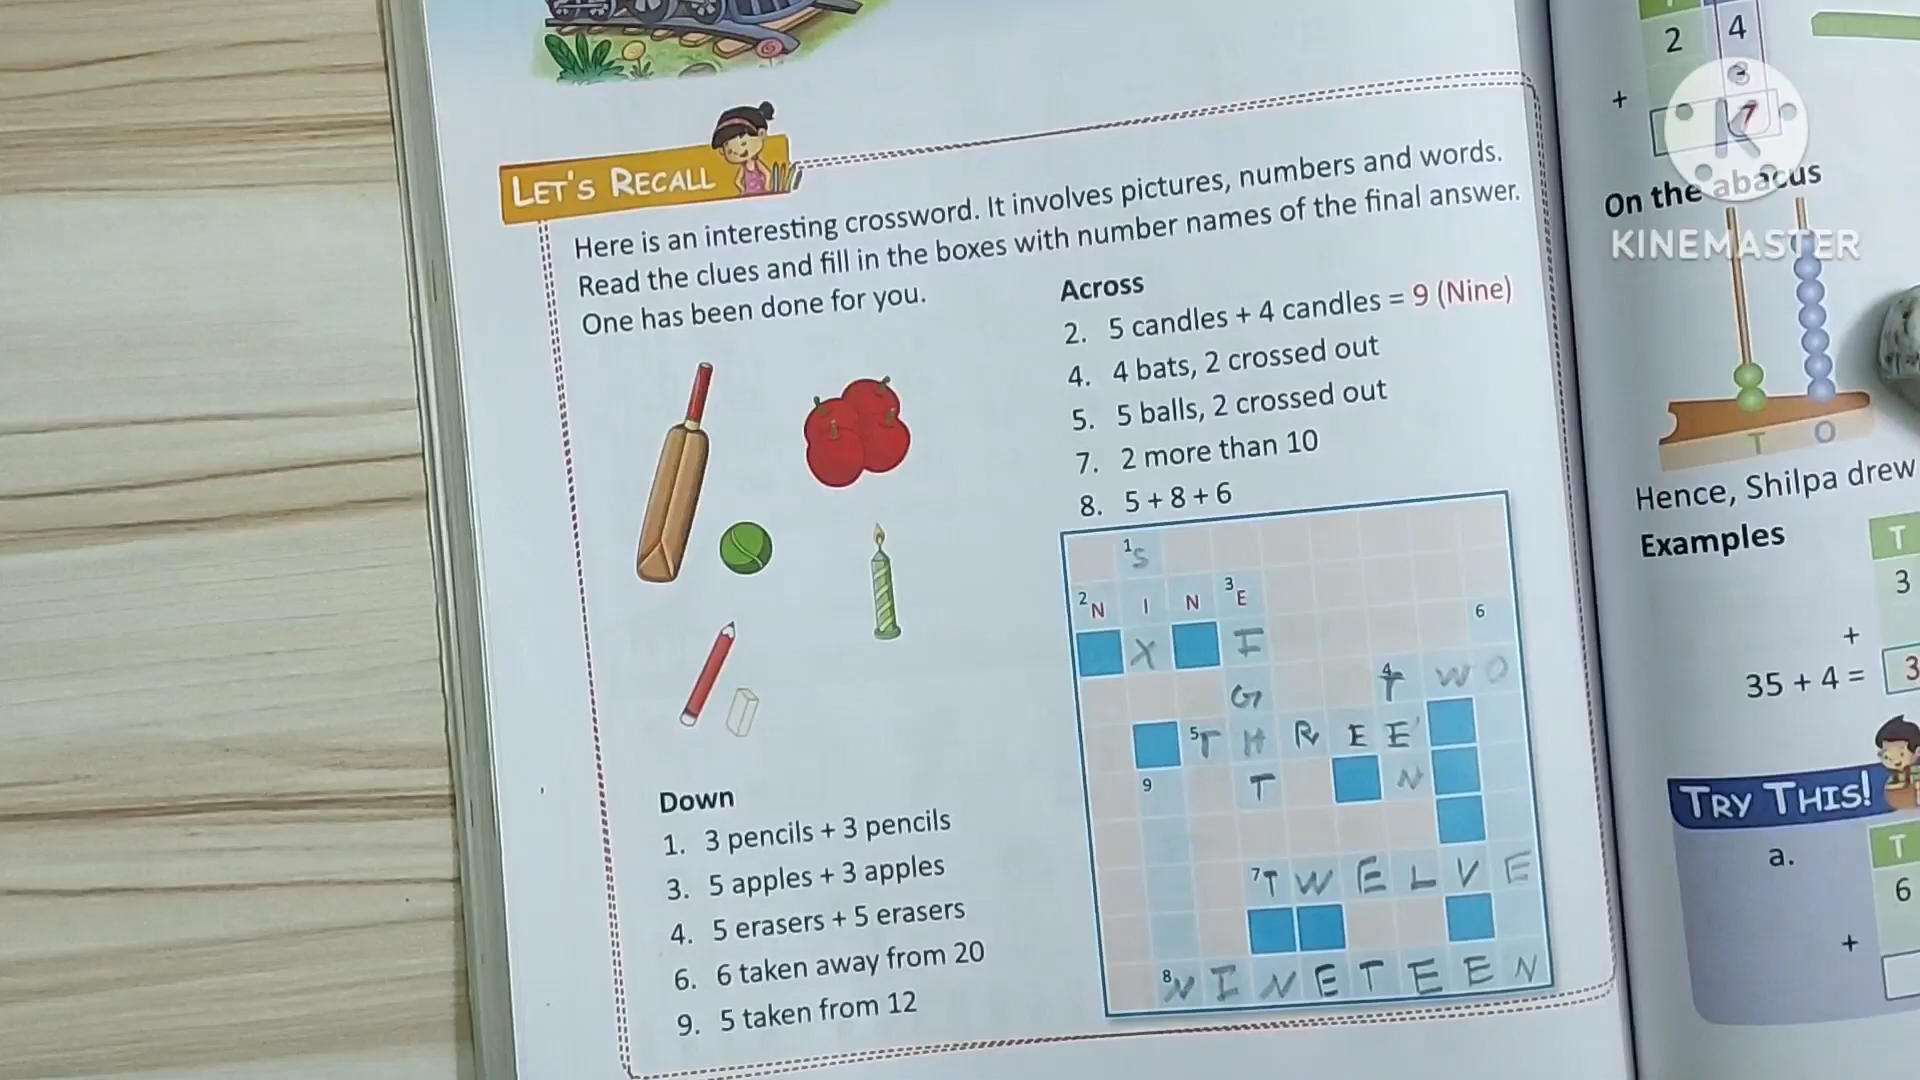 LET'S RECALL
Here is an interesting crossword. It involves pictures, numbers and words.
Read the clues and fill in the boxes with number names of the final answer.
One has been done for you.
Across
2. 5 candles + 4 candles = 9 (Nine)
4. 4 bats, 2 crossed out
5. 5 balls, 2 crossed out
7. 2 more than 10
8. 5 + 8 + 6
Down
1. 3 pencils + 3 pencils
3. 5 apples + 3 apples
4. 5 erasers + 5 erasers
6. 6 taken away from 20
9. 5 taken from 12
1 S
2 N I N 3 E
6
X I
G 4 T W O
5 T H R E E
9 T N
7 T W E L V E
8 N I N E T E E N
2 4
3
+
7
K
KINEMASTER
On the abacus
T O
Hence, Shilpa drew
Examples
T
3
+
35 + 4 = 3
TRY THIS!
a.
T
6
+